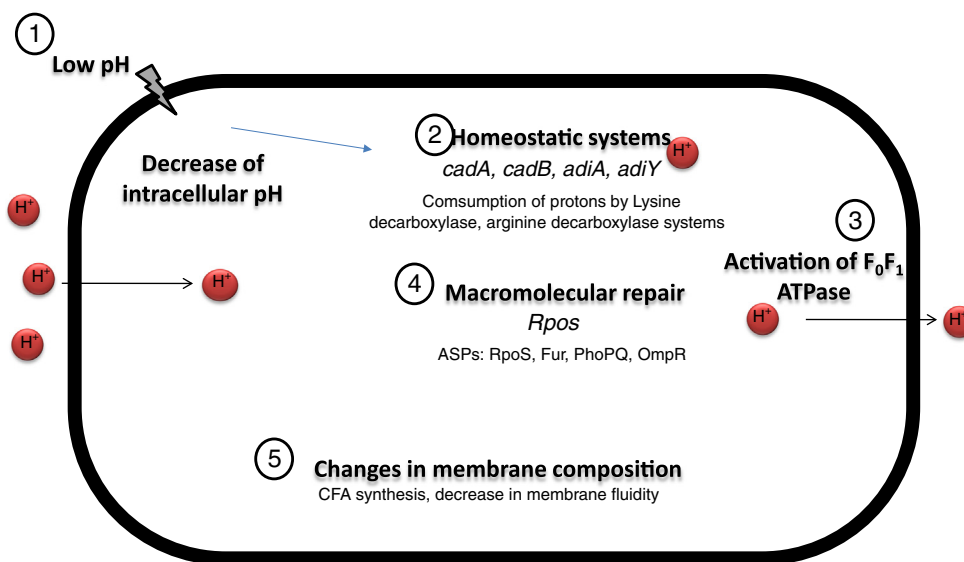 1
Low pH
Decrease of
intracellular pH
H+
H+
H+
H+
2
Homeostatic systems
cadA, cadB, adiA, adiY
H+
Comsumption of protons by Lysine
decarboxylase, arginine decarboxylase systems
3
Activation of F₀F₁
ATPase
H+
H+
4
Macromolecular repair
Rpos
ASPs: RpoS, Fur, PhoPQ, OmpR
5
Changes in membrane composition
CFA synthesis, decrease in membrane fluidity